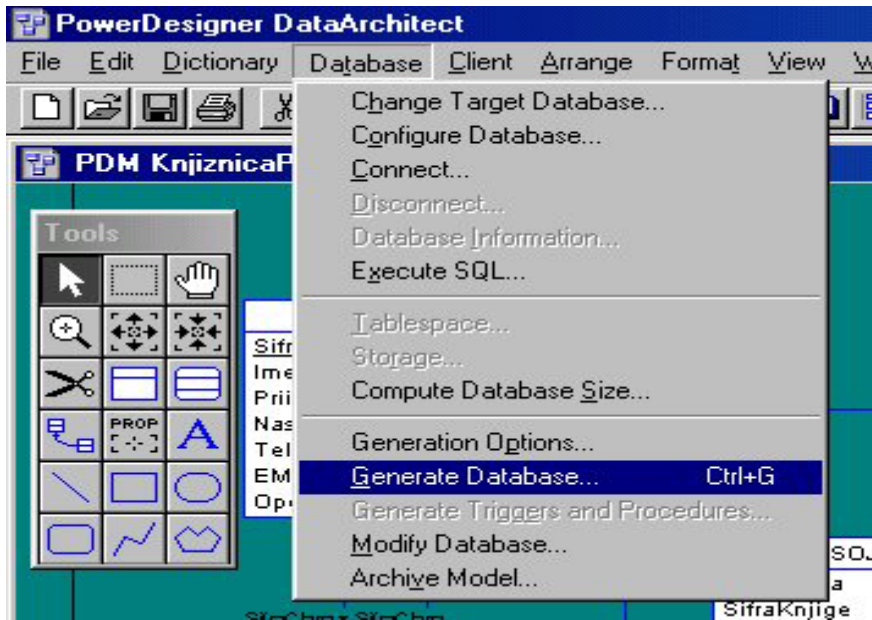 PowerDesigner DataArchitect
File Edit Dictionary Database Client Arrange Format View
PDM KnjiznicaP
Tools
PROP
A
Change Target Database...
Configure Database...
Connect...
Disconnect...
Database Information...
Execute SQL...
Tablespace...
Storage...
Compute Database Size...
Generation Options...
Generate Database... Ctrl+G
Generate Triggers and Procedures...
Modify Database...
Archive Model...
Sifr
Ime
Prii
Nas
Tel
EM
Op
SOJ
a
SifraKnjige